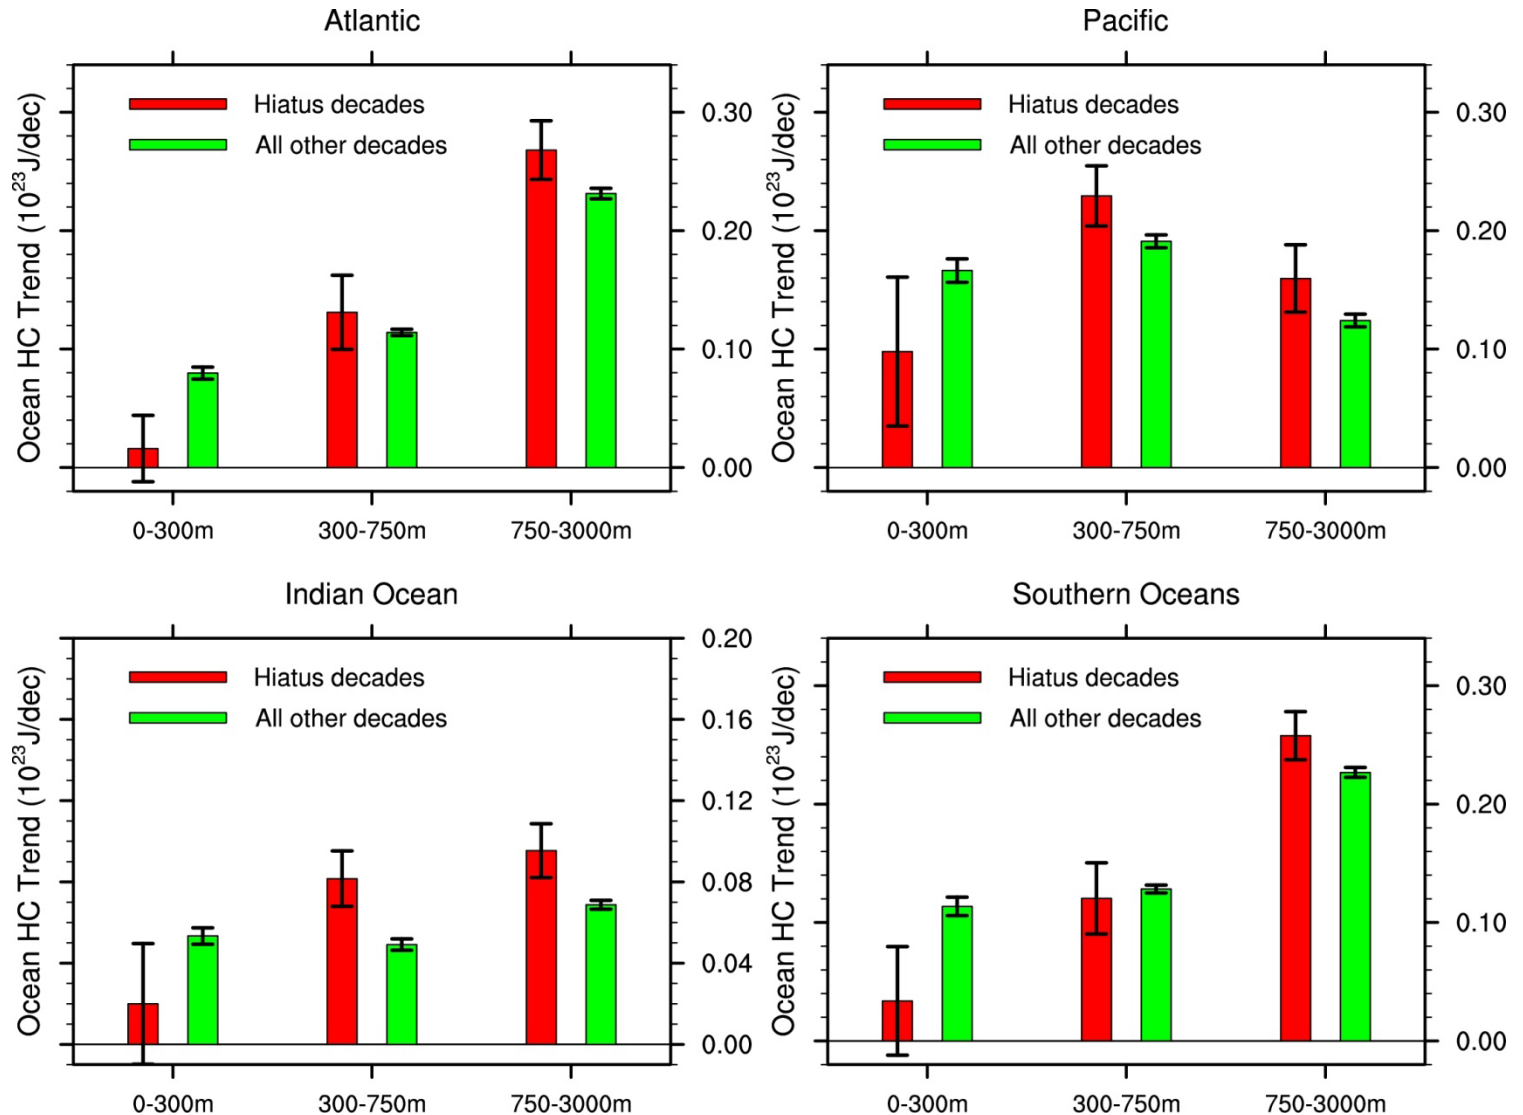 Atlantic
Ocean HC Trend (10²³J/dec)
Hiatus decades
All other decades
0.30
0.20
0.10
0.00
0-300m 300-750m 750-3000m
Pacific
Ocean HC Trend (10²³J/dec)
Hiatus decades
All other decades
0.30
0.20
0.10
0.00
0-300m 300-750m 750-3000m
Indian Ocean
Ocean HC Trend (10²³J/dec)
Hiatus decades
All other decades
0.20
0.16
0.12
0.08
0.04
0.00
0-300m 300-750m 750-3000m
Southern Oceans
Ocean HC Trend (10²³J/dec)
Hiatus decades
All other decades
0.30
0.20
0.10
0.00
0-300m 300-750m 750-3000m